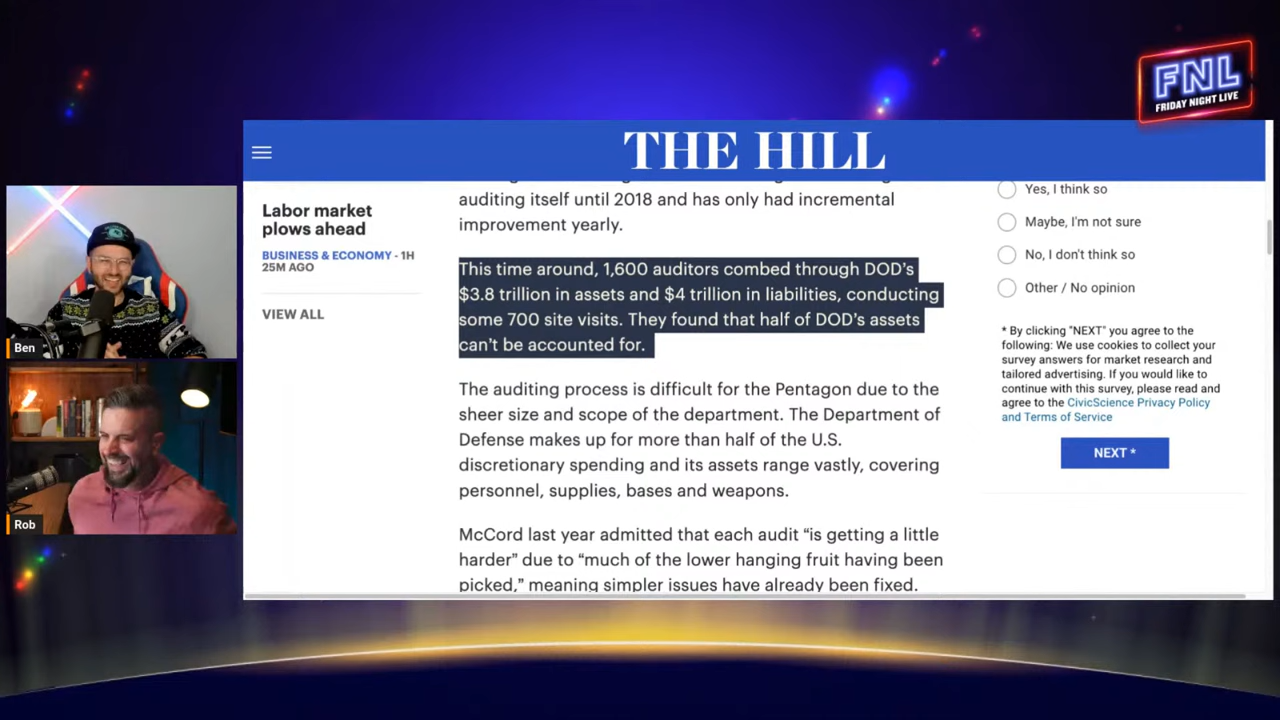 FNL
FRIDAY NIGHT LIVE
THE HILL
Labor market
plows ahead
BUSINESS & ECONOMY - 1H
25M AGO
VIEW ALL
auditing itself until 2018 and has only had incremental
improvement yearly.
This time around, 1,600 auditors combed through DOD's
$3.8 trillion in assets and $4 trillion in liabilities, conducting
some 700 site visits. They found that half of DOD's assets
can't be accounted for.
The auditing process is difficult for the Pentagon due to the
sheer size and scope of the department. The Department of
Defense makes up for more than half of the U.S.
discretionary spending and its assets range vastly, covering
personnel, supplies, bases and weapons.
McCord last year admitted that each audit “is getting a little
harder” due to “much of the lower hanging fruit having been
picked,” meaning simpler issues have already been fixed.
Yes, I think so
Maybe, I'm not sure
No, I don't think so
Other / No opinion
* By clicking "NEXT" you agree to the
following: We use cookies to collect your
survey answers for market research and
tailored advertising. If you would like to
continue with this survey, please read and
agree to the CivicScience Privacy Policy
and Terms of Service
NEXT *
Ben
Rob